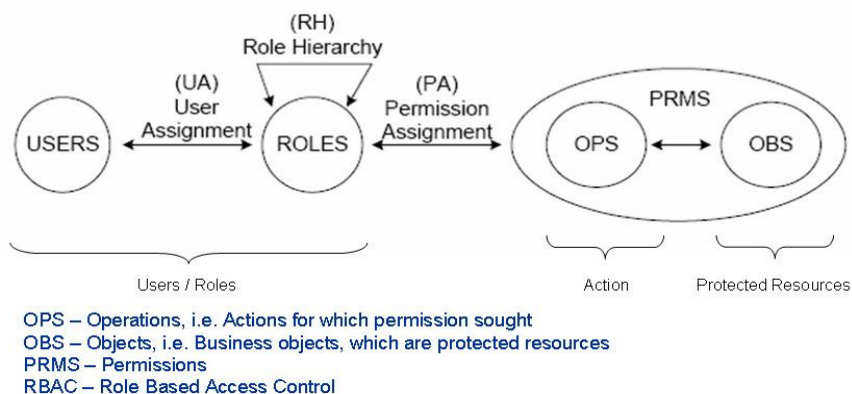 (RH)
Role Hierarchy
(UA)
User
Assignment
(PA)
Permission
Assignment
PRMS
USERS
ROLES
OPS
OBS
Users / Roles
Action
Protected Resources
OPS – Operations, i.e. Actions for which permission sought
OBS – Objects, i.e. Business objects, which are protected resources
PRMS – Permissions
RBAC – Role Based Access Control